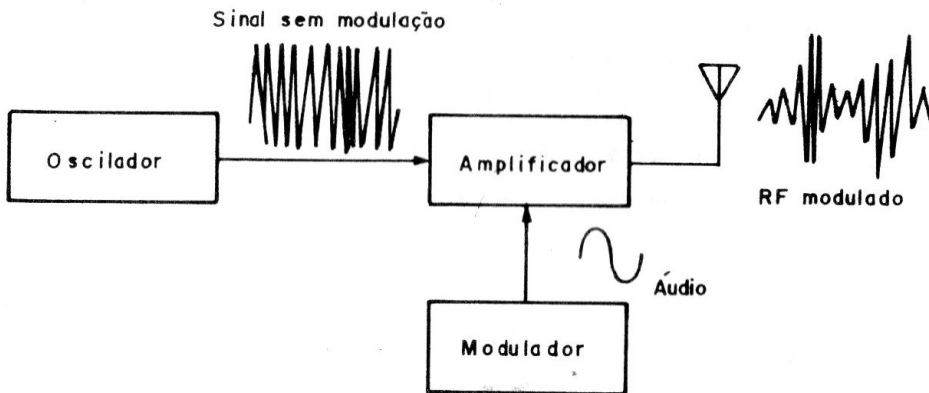 Sinal sem modulação
Oscilador
Amplificador
RF modulado
Áudio
Modulador